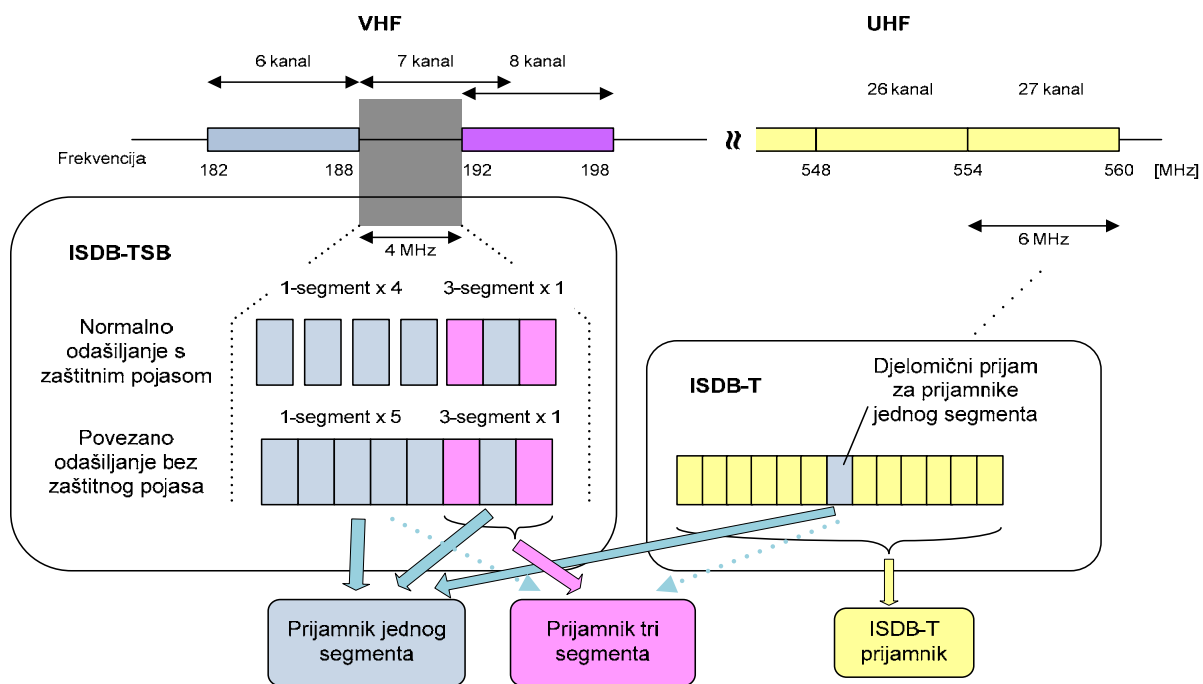 VHF
UHF
6 kanal
7 kanal
8 kanal
26 kanal
27 kanal
Frekvencija
182
188
192
198
548
554
560
[MHz]
4 MHz
6 MHz
ISDB-TSB
1-segment x 4
3-segment x 1
Normalno
odašiljanje s
zaštitnim pojasom
1-segment x 5
3-segment x 1
Povezano
odašiljanje bez
zaštitnog pojasa
ISDB-T
Djelomični prijam
za prijamnike
jednog segmenta
Prijamnik jednog
segmenta
Prijamnik tri
segmenta
ISDB-T
prijamnik